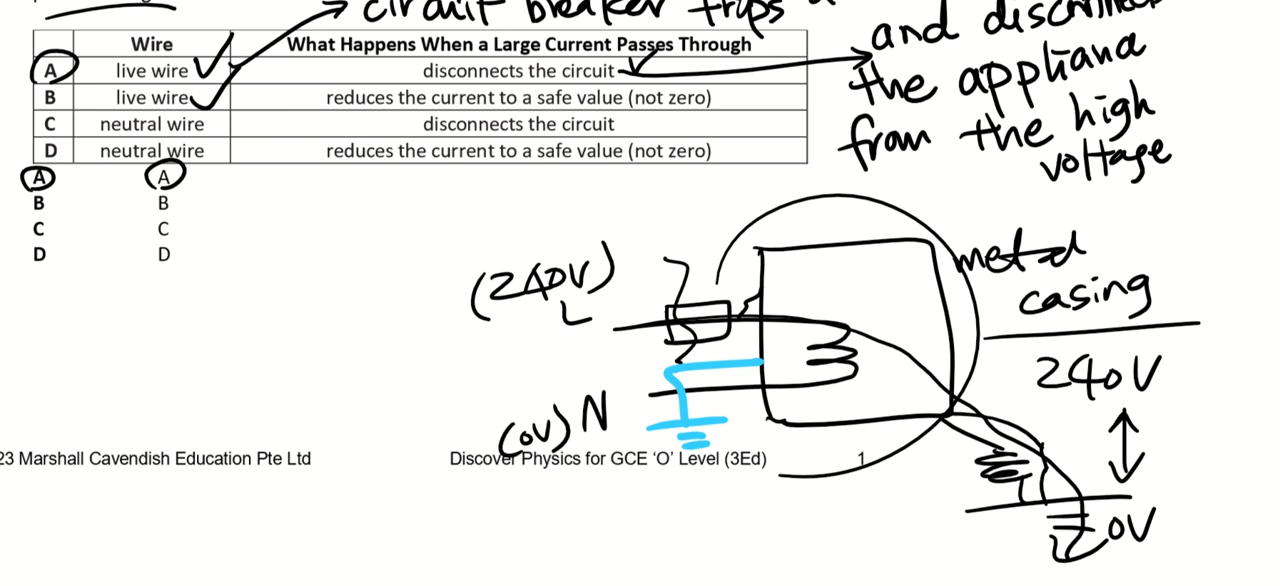 circuit breaker trips
and
the appliana
from the high
voltage
Wire What Happens When a Large Current Passes Through
A live wire disconnects the circuit
B live wire reduces the current to a safe value (not zero)
C neutral wire disconnects the circuit
D neutral wire reduces the current to a safe value (not zero)
A A
B B
C C
D D
(240V)
L
metal
casing
240V
(0V) N
0V
23 Marshall Cavendish Education Pte Ltd Discover Physics for GCE ‘O’ Level (3Ed) 1